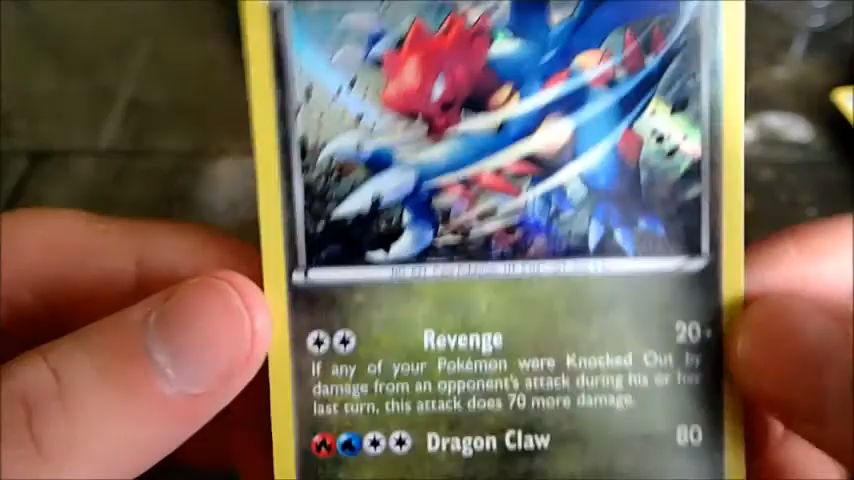 Revenge 20+
If any of your Pokémon were Knocked Out by
damage from an opponent's attack during his or her
last turn, this attack does 70 more damage.
Dragon Claw 80